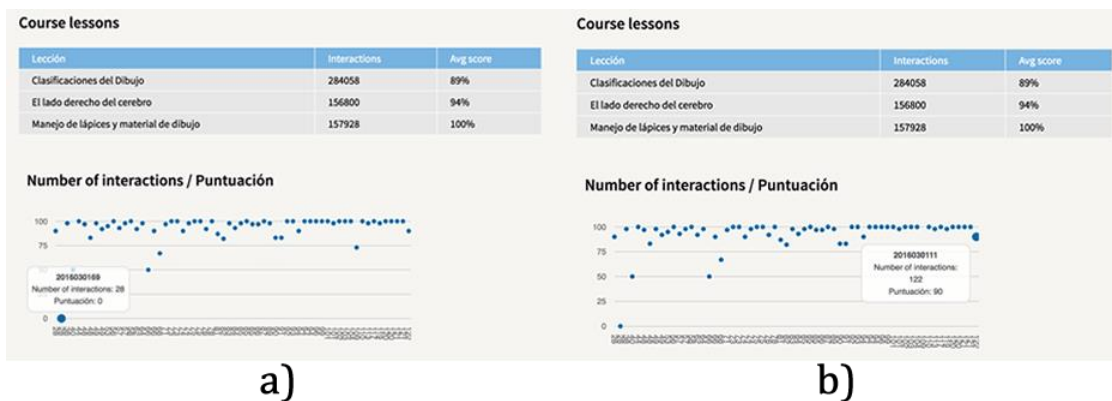 Course lessons
Lección Interactions Avg score
Clasificaciones del Dibujo 284058 89%
El lado derecho del cerebro 156800 94%
Manejo de lápices y material de dibujo 157928 100%
Number of interactions / Puntuación
100
75
2016030169
Number of interactions: 28
Puntuación: 0
0
a)
Course lessons
Lección Interactions Avg score
Clasificaciones del Dibujo 284058 89%
El lado derecho del cerebro 156800 94%
Manejo de lápices y material de dibujo 157928 100%
Number of interactions / Puntuación
100
75
50
25
0
2016030111
Number of interactions:
122
Puntuación: 90
b)